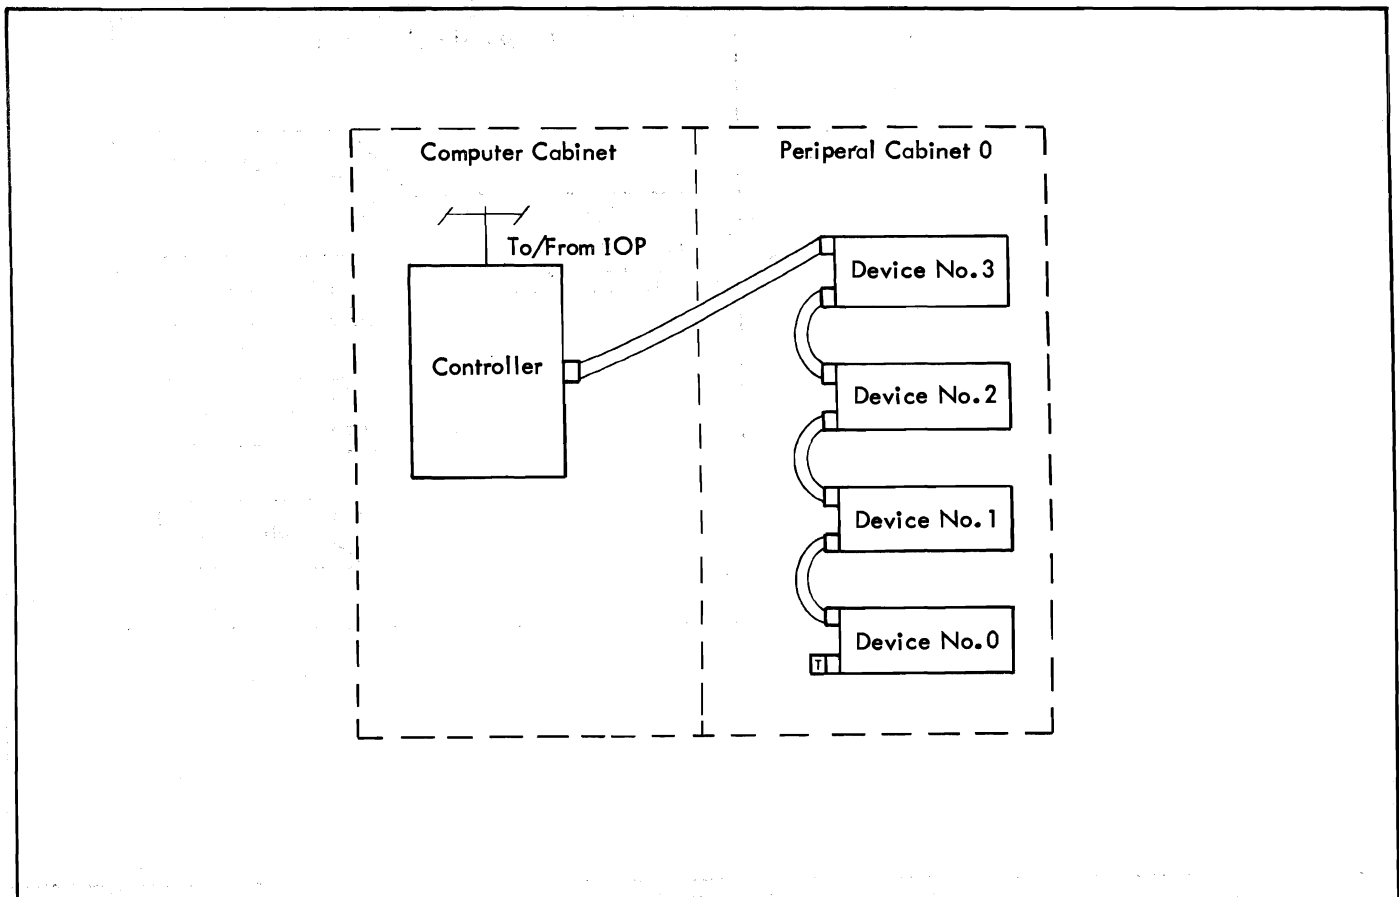 Computer Cabinet
Periperal Cabinet 0
To/From IOP
Controller
Device No.3
Device No.2
Device No.1
Device No.0
T